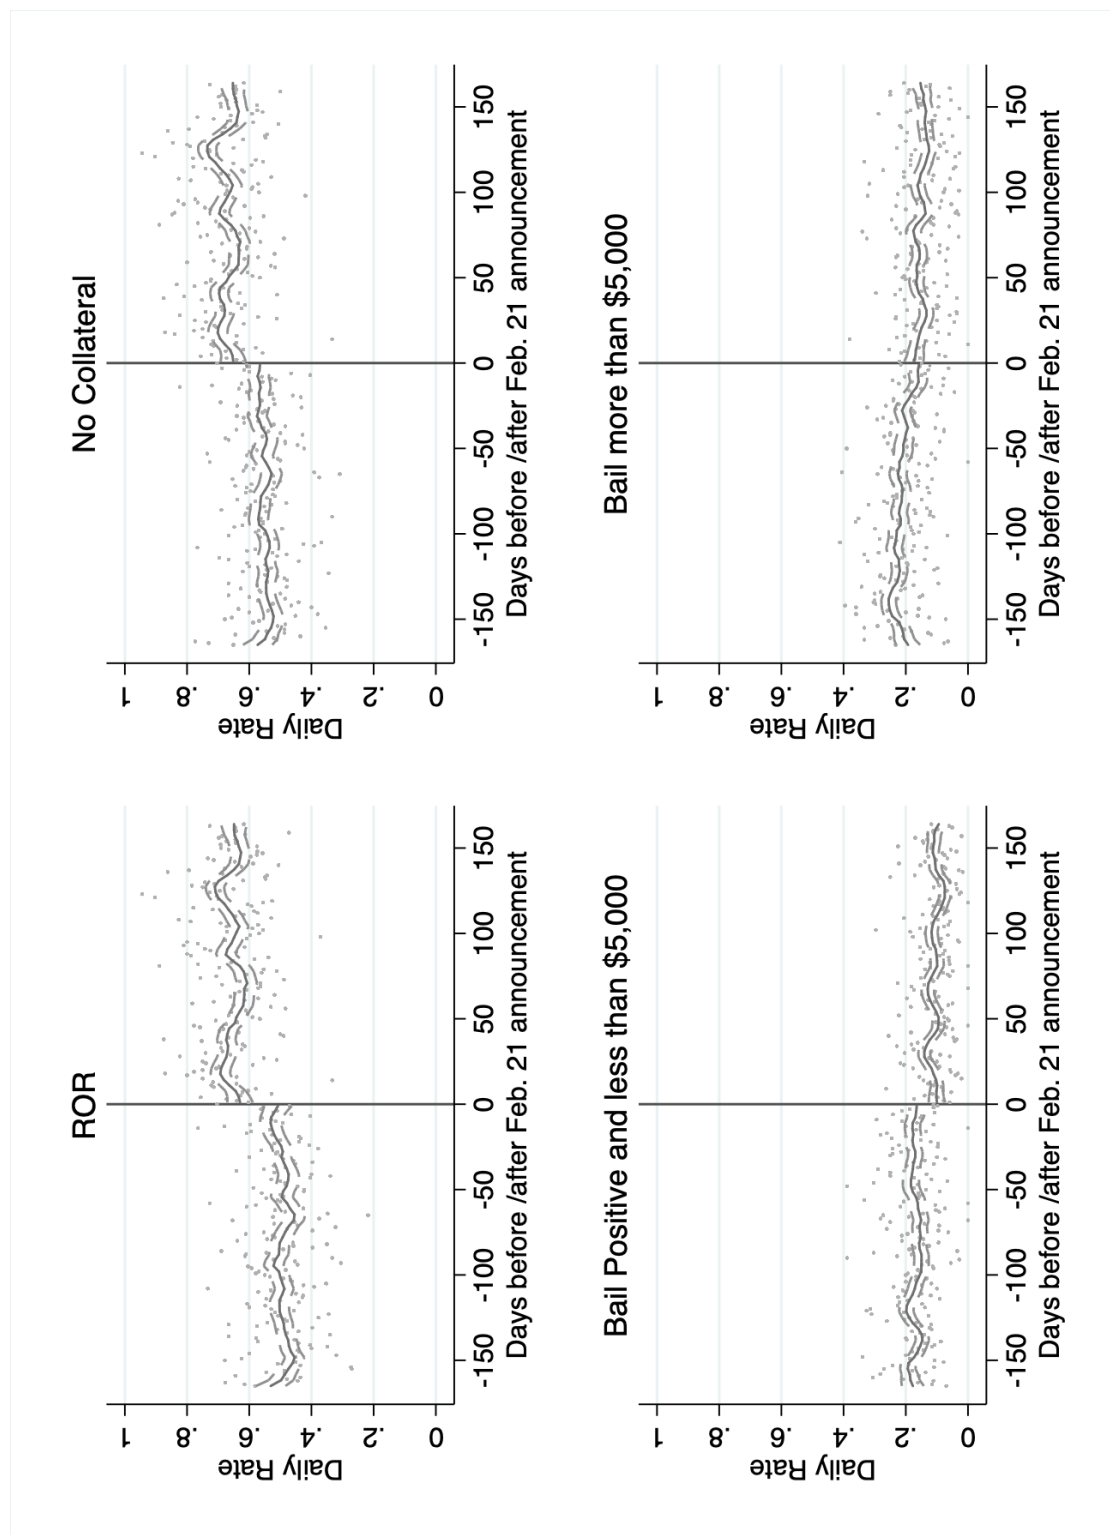 ROR
Daily Rate
1
.8
.6
.4
.2
0
-150 -100 -50 0 50 100 150
Days before /after Feb. 21 announcement
No Collateral
Daily Rate
1
.8
.6
.4
.2
0
-150 -100 -50 0 50 100 150
Days before /after Feb. 21 announcement
Bail Positive and less than $5,000
Daily Rate
1
.8
.6
.4
.2
0
-150 -100 -50 0 50 100 150
Days before /after Feb. 21 announcement
Bail more than $5,000
Daily Rate
1
.8
.6
.4
.2
0
-150 -100 -50 0 50 100 150
Days before /after Feb. 21 announcement